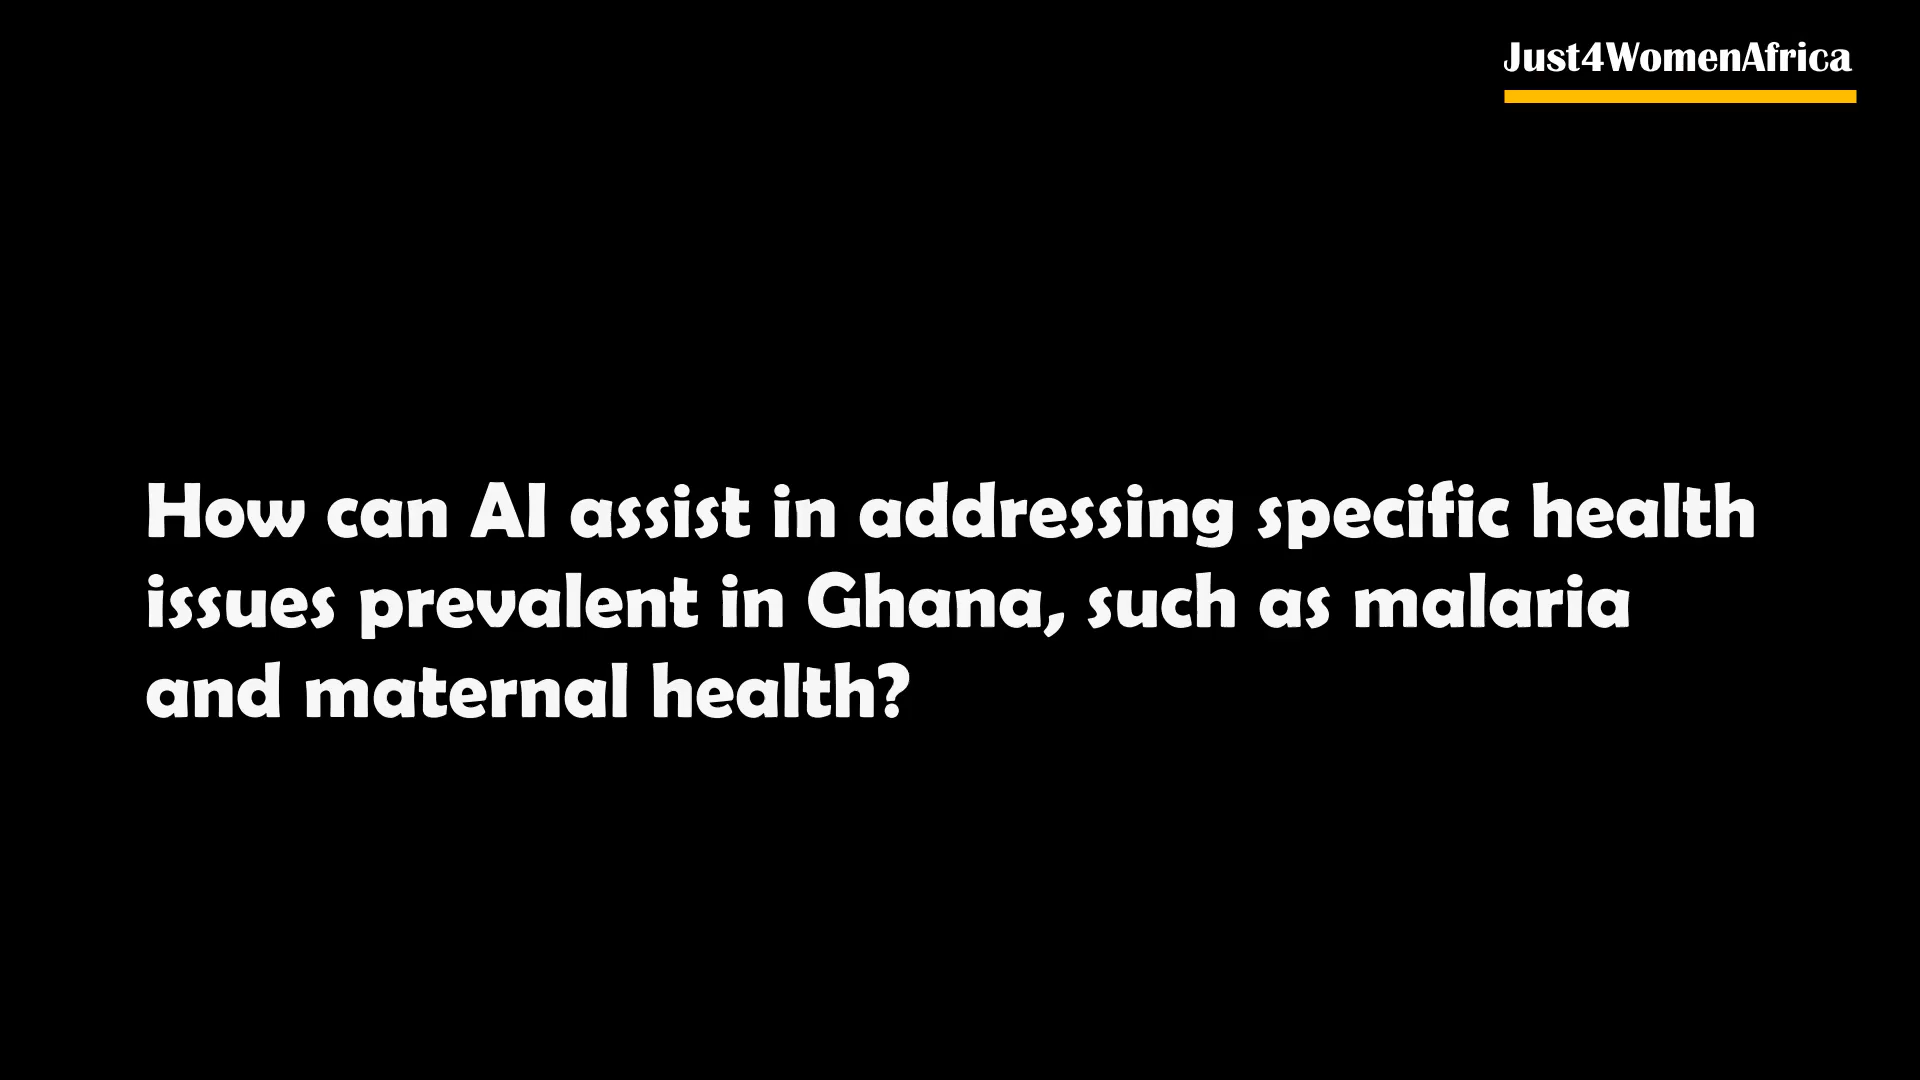 Just4WomenAfrica
How can AI assist in addressing specific health
issues prevalent in Ghana, such as malaria
and maternal health?